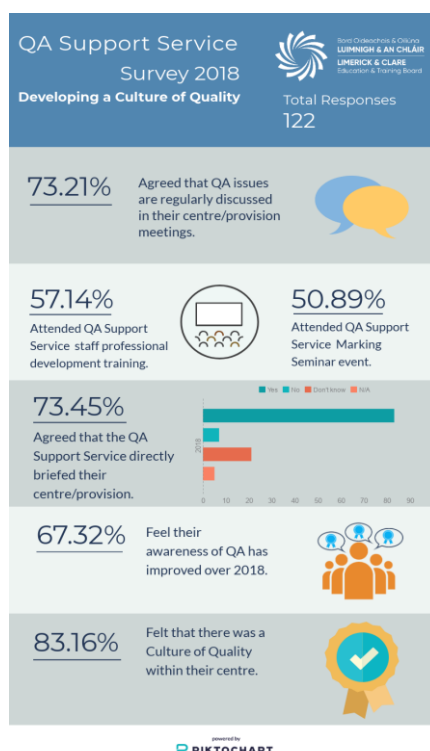 QA Support Service
Survey 2018
Developing a Culture of Quality
Bord Oideachais & Oiliúna
LUIMNIGH & AN CHLÁIR
LIMERICK & CLARE
Education & Training Board
Total Responses
122
73.21%
Agreed that QA issues
are regularly discussed
in their centre/provision
meetings.
57.14%
Attended QA Support
Service staff professional
development training.
50.89%
Attended QA Support
Service Marking
Seminar event.
73.45%
Agreed that the QA
Support Service directly
briefed their
centre/provision.
Yes No Don't know N/A
2018
0 10 20 30 40 50 60 70 80 90
67.32%
Feel their
awareness of QA has
improved over 2018.
83.16%
Felt that there was a
Culture of Quality
within their centre.
powered by
PIKTOCHART